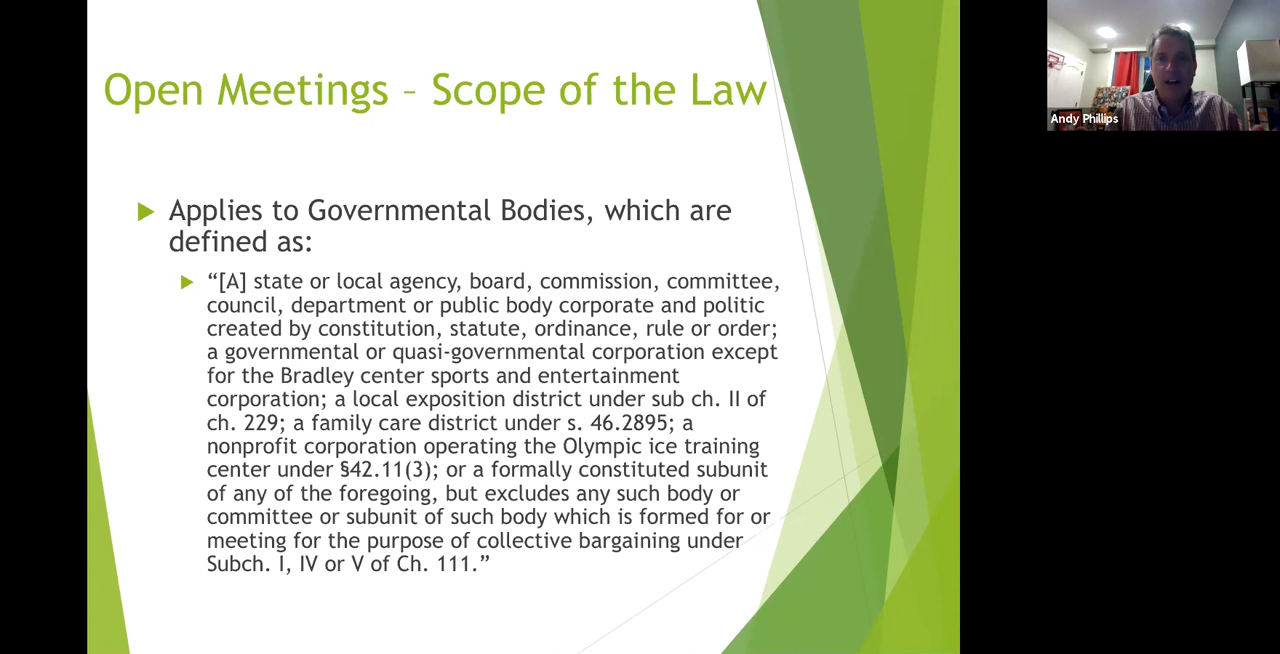 Open Meetings – Scope of the Law
Applies to Governmental Bodies, which are
defined as:
“[A] state or local agency, board, commission, committee,
council, department or public body corporate and politic
created by constitution, statute, ordinance, rule or order;
a governmental or quasi-governmental corporation except
for the Bradley center sports and entertainment
corporation; a local exposition district under sub ch. II of
ch. 229; a family care district under s. 46.2895; a
nonprofit corporation operating the Olympic ice training
center under §42.11(3); or a formally constituted subunit
of any of the foregoing, but excludes any such body or
committee or subunit of such body which is formed for or
meeting for the purpose of collective bargaining under
Subch. I, IV or V of Ch. 111.”
Andy Phillips